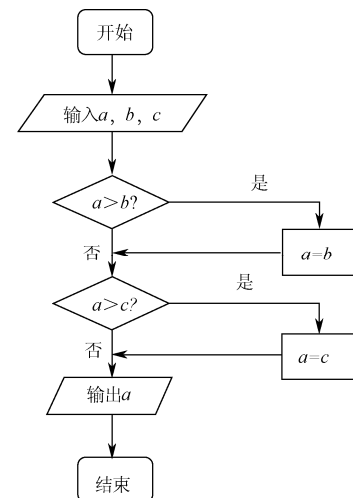 开始
输入a，b，c
a＞b?
是
否
a=b
a＞c?
是
否
a=c
输出a
结束